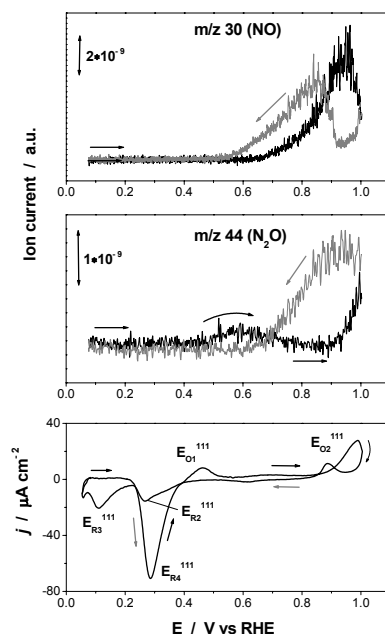 m/z 30 (NO)
2*10⁻⁹
0.0 0.2 0.4 0.6 0.8 1.0
Ion current / a.u.
m/z 44 (N₂O)
1*10⁻⁹
0.0 0.2 0.4 0.6 0.8 1.0
40
0
-40
-80
j / µA cm⁻²
E_O1¹¹¹
E_O2¹¹¹
E_R3¹¹¹
E_R2¹¹¹
E_R4¹¹¹
0.0 0.2 0.4 0.6 0.8 1.0
E / V vs RHE